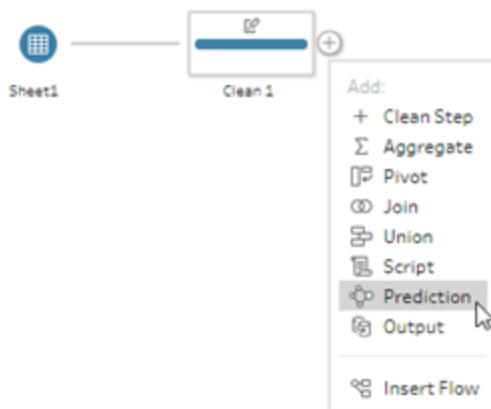 Sheet1
Clean 1
Add:
Clean Step
Aggregate
Pivot
Join
Union
Script
Prediction
Output
Insert Flow